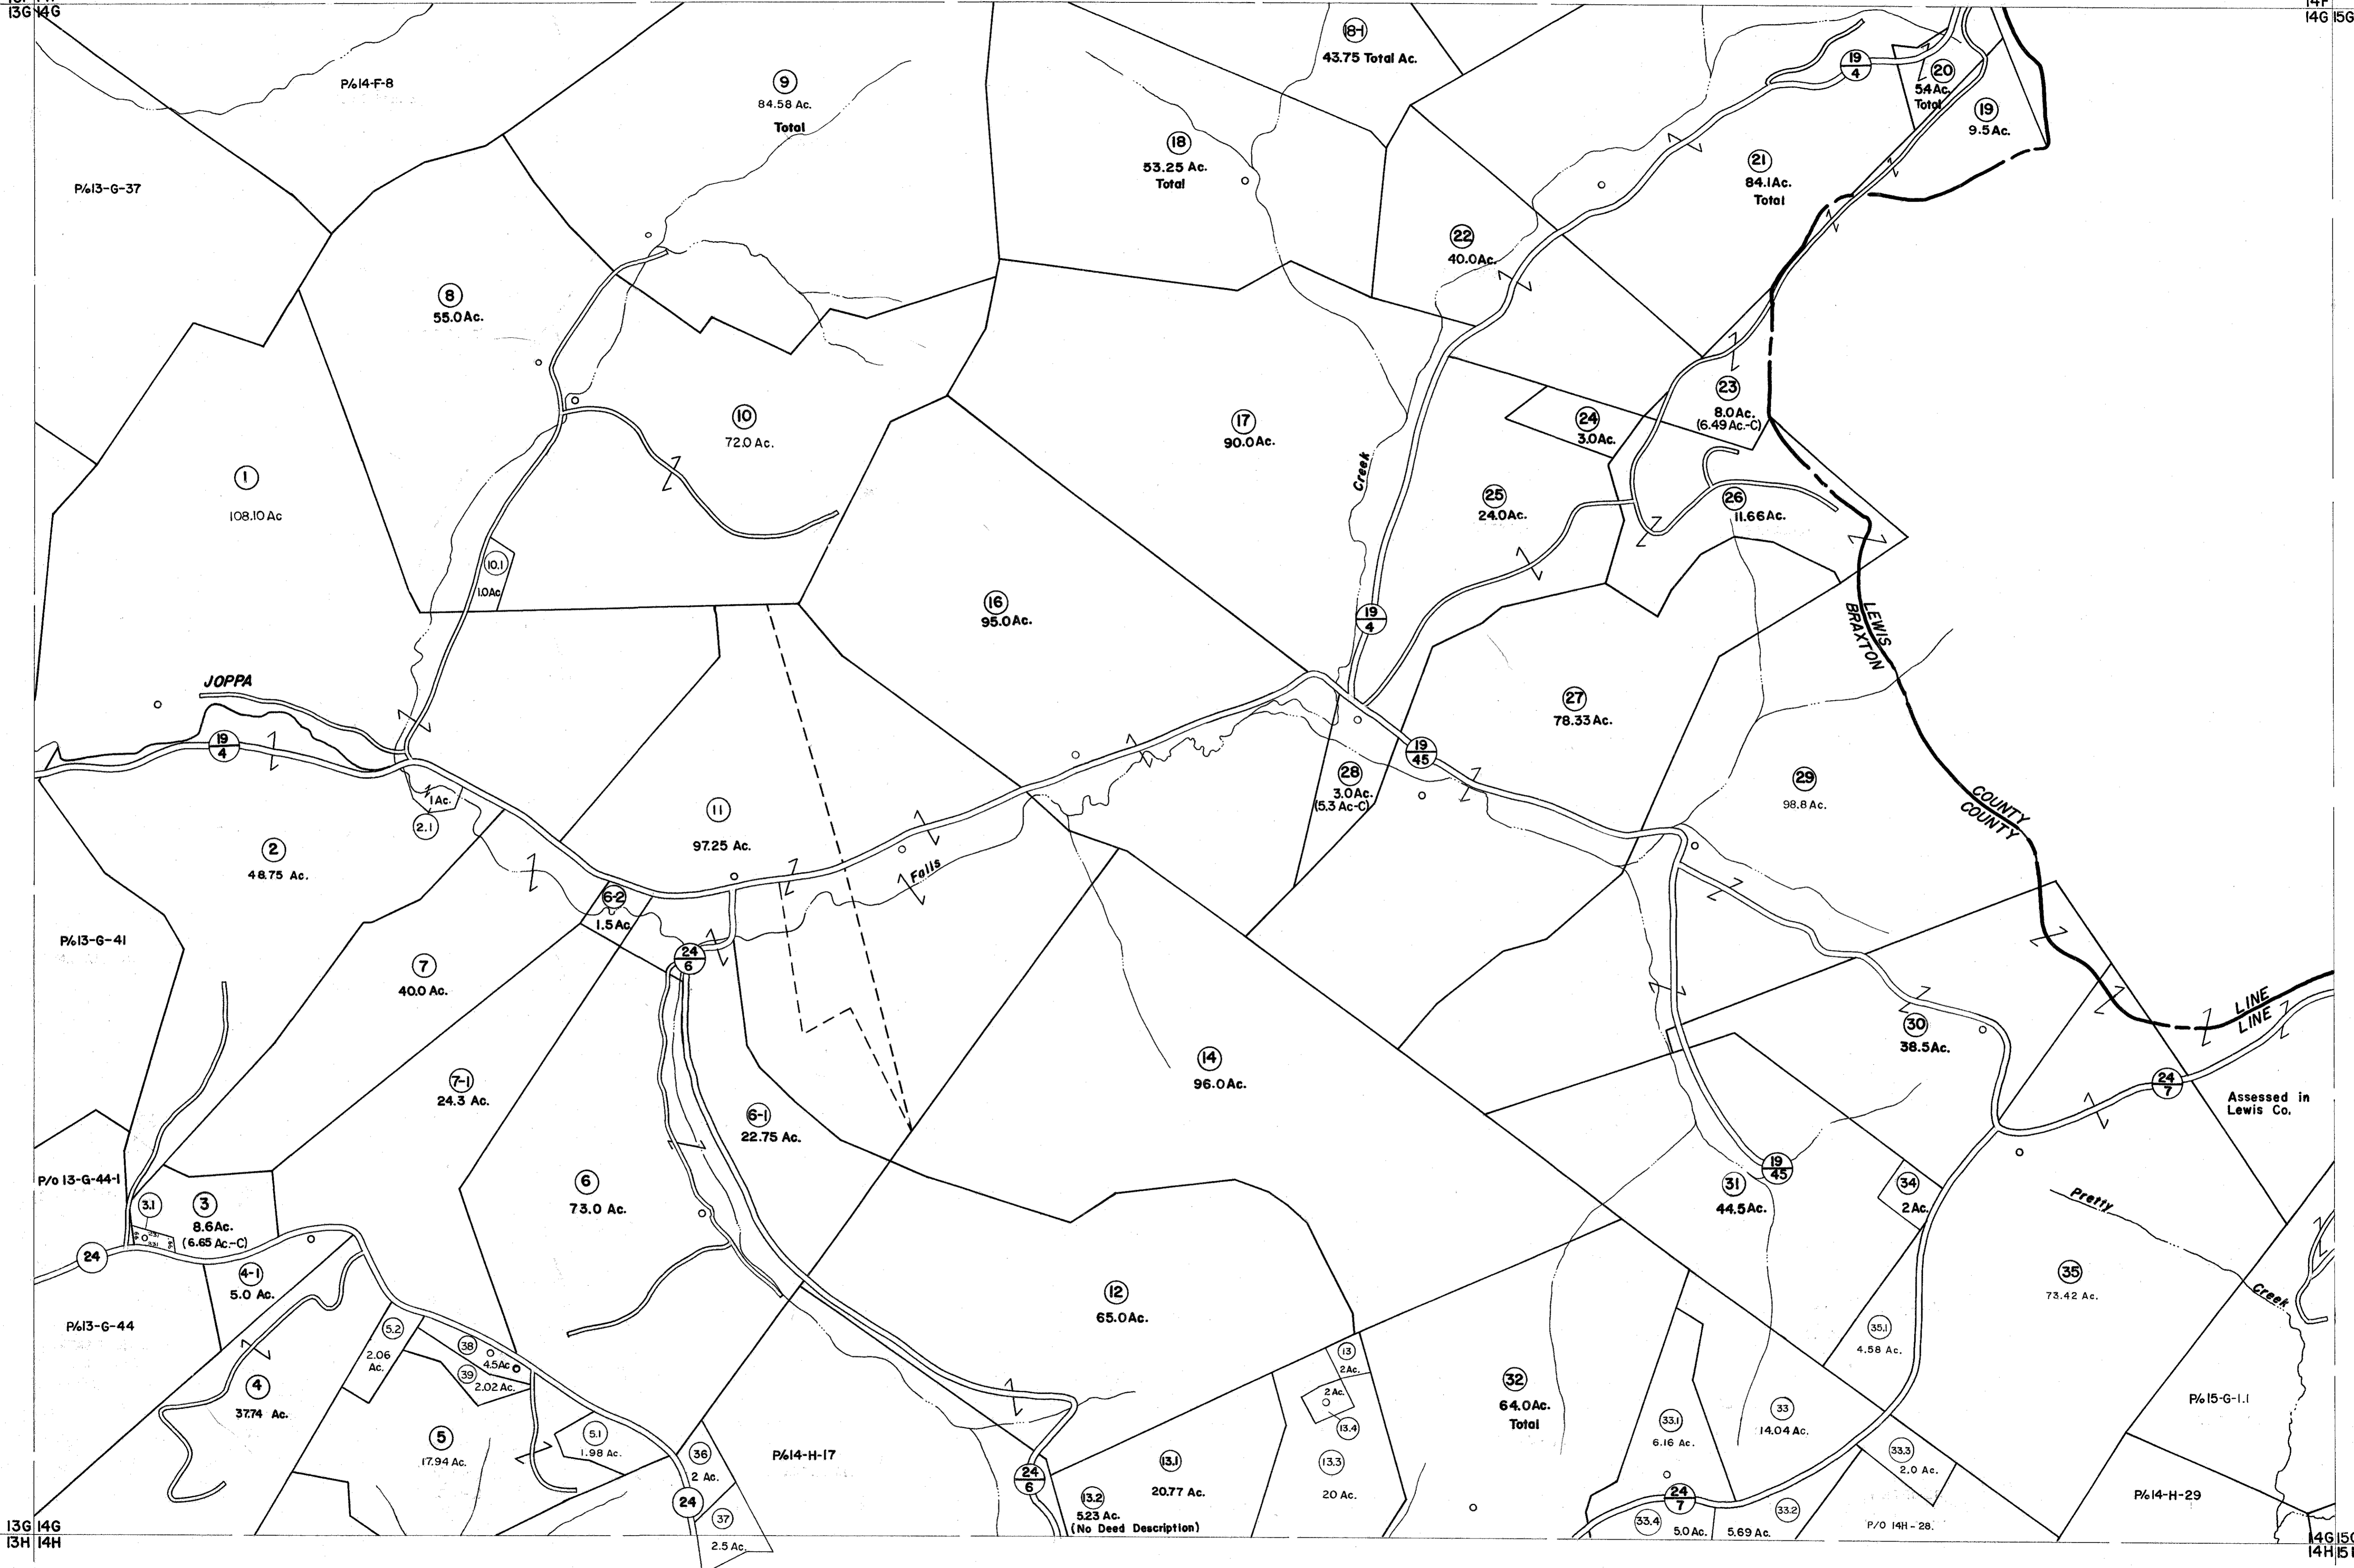 13G 14G
14F
14G 15G
P/o 14-F-8
9
84.58 Ac.
Total
18-1
43.75 Total Ac.
19
4
20
5.4 Ac.
Total
19
9.5 Ac.
P/o 13-G-37
18
53.25 Ac.
Total
21
84.1 Ac.
Total
22
40.0 Ac.
8
55.0 Ac.
10
72.0 Ac.
17
90.0 Ac.
Creek
24
3.0 Ac.
23
8.0 Ac.
(6.49 Ac.-C)
1
108.10 Ac
25
24.0 Ac.
26
11.66 Ac.
10.1
1.0 Ac
16
95.0 Ac.
19
4
LEWIS
BRAXTON
JOPPA
19
4
27
78.33 Ac.
19
45
28
3.0 Ac.
(5.3 Ac-C)
29
98.8 Ac.
COUNTY
COUNTY
1 Ac.
2.1
2
48.75 Ac.
11
97.25 Ac.
Falls
6-2
1.5 Ac.
P/o 13-G-41
7
40.0 Ac.
24
6
LINE
LINE
30
38.5 Ac.
14
96.0 Ac.
7-1
24.3 Ac.
6-1
22.75 Ac.
24
7
Assessed in
Lewis Co.
P/o 13-G-44-1
3.1
3
8.6 Ac.
(6.65 Ac.-C)
6
73.0 Ac.
19
45
31
44.5 Ac.
34
2 Ac.
Pretty
Creek
24
4-1
5.0 Ac.
12
65.0 Ac.
35
73.42 Ac.
P/o 13-G-44
5.2
2.06
Ac.
38
4.5 Ac
39
2.02 Ac.
35.1
4.58 Ac.
4
37.74 Ac.
13
2 Ac.
2 Ac.
13.4
32
64.0 Ac.
Total
P/o 15-G-1.1
5
17.94 Ac.
5.1
1.98 Ac.
36
2 Ac.
P/o 14-H-17
33.1
6.16 Ac.
33
14.04 Ac.
33.3
2.0 Ac.
13.1
20.77 Ac.
13.3
20 Ac.
24
6
24
37
2.5 Ac.
13.2
5.23 Ac.
(No Deed Description)
24
7
33.4
5.0 Ac.
33.2
5.69 Ac.
P/O 14H-28.
P/o 14-H-29
13G 14G
13H 14H
14G 15G
14H 15H